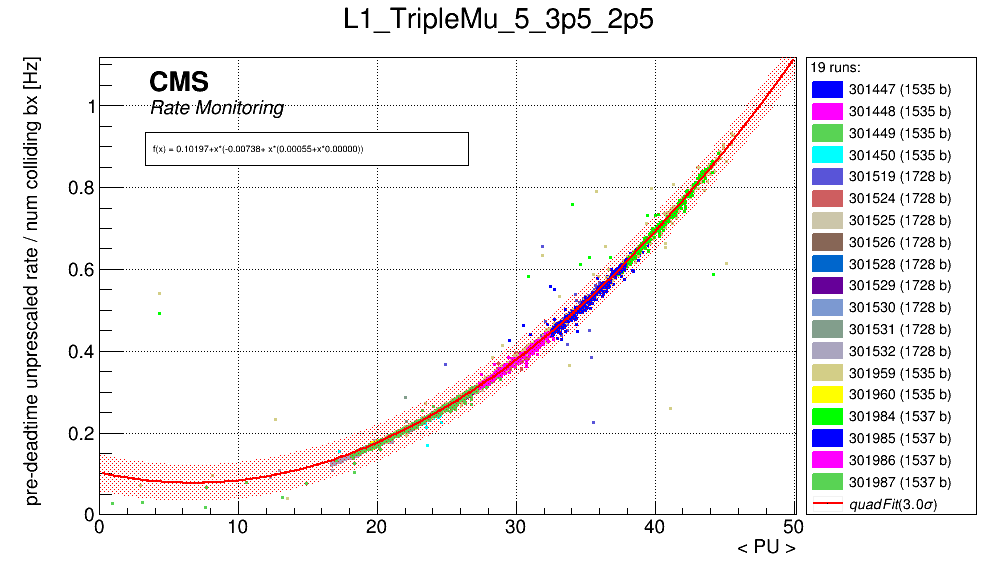 L1_TripleMu_5_3p5_2p5
pre-deadtime unprescaled rate / num colliding bx [Hz]
CMS
Rate Monitoring
f(x) = 0.10197+x*(-0.00738+ x*(0.00055+x*0.00000))
1
0.8
0.6
0.4
0.2
0
0 10 20 30 40 50
< PU >
19 runs:
301447 (1535 b)
301448 (1535 b)
301449 (1535 b)
301450 (1535 b)
301519 (1728 b)
301524 (1728 b)
301525 (1728 b)
301526 (1728 b)
301528 (1728 b)
301529 (1728 b)
301530 (1728 b)
301531 (1728 b)
301532 (1728 b)
301959 (1535 b)
301960 (1535 b)
301984 (1537 b)
301985 (1537 b)
301986 (1537 b)
301987 (1537 b)
quadFit(3.0σ)